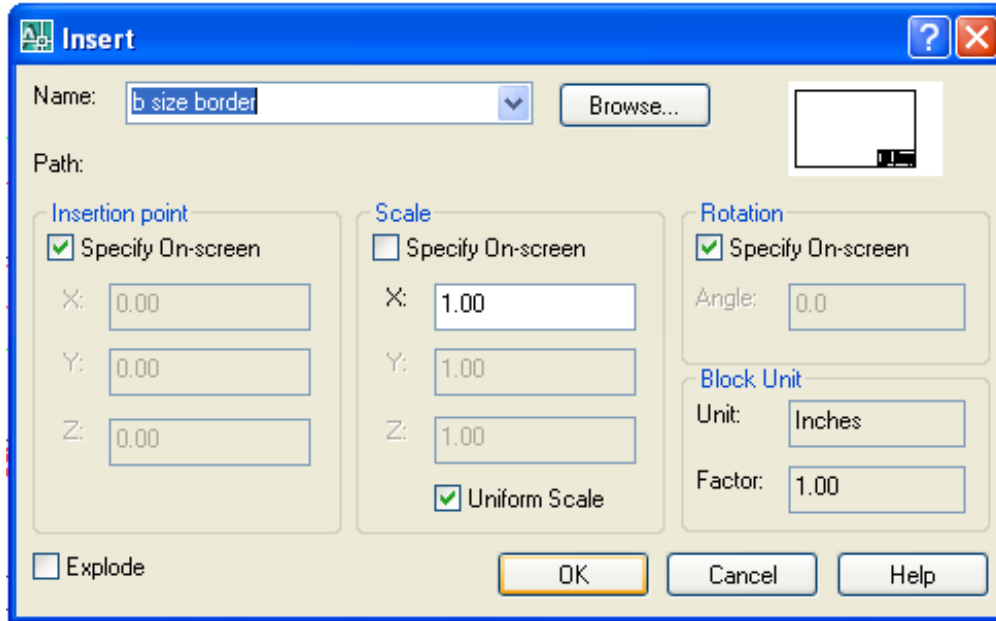 Insert
Name: b size border Browse...
Path:
Insertion point
Specify On-screen
X: 0.00
Y: 0.00
Z: 0.00
Scale
Specify On-screen
X: 1.00
Y: 1.00
Z: 1.00
Uniform Scale
Rotation
Specify On-screen
Angle: 0.0
Block Unit
Unit: Inches
Factor: 1.00
Explode
OK Cancel Help